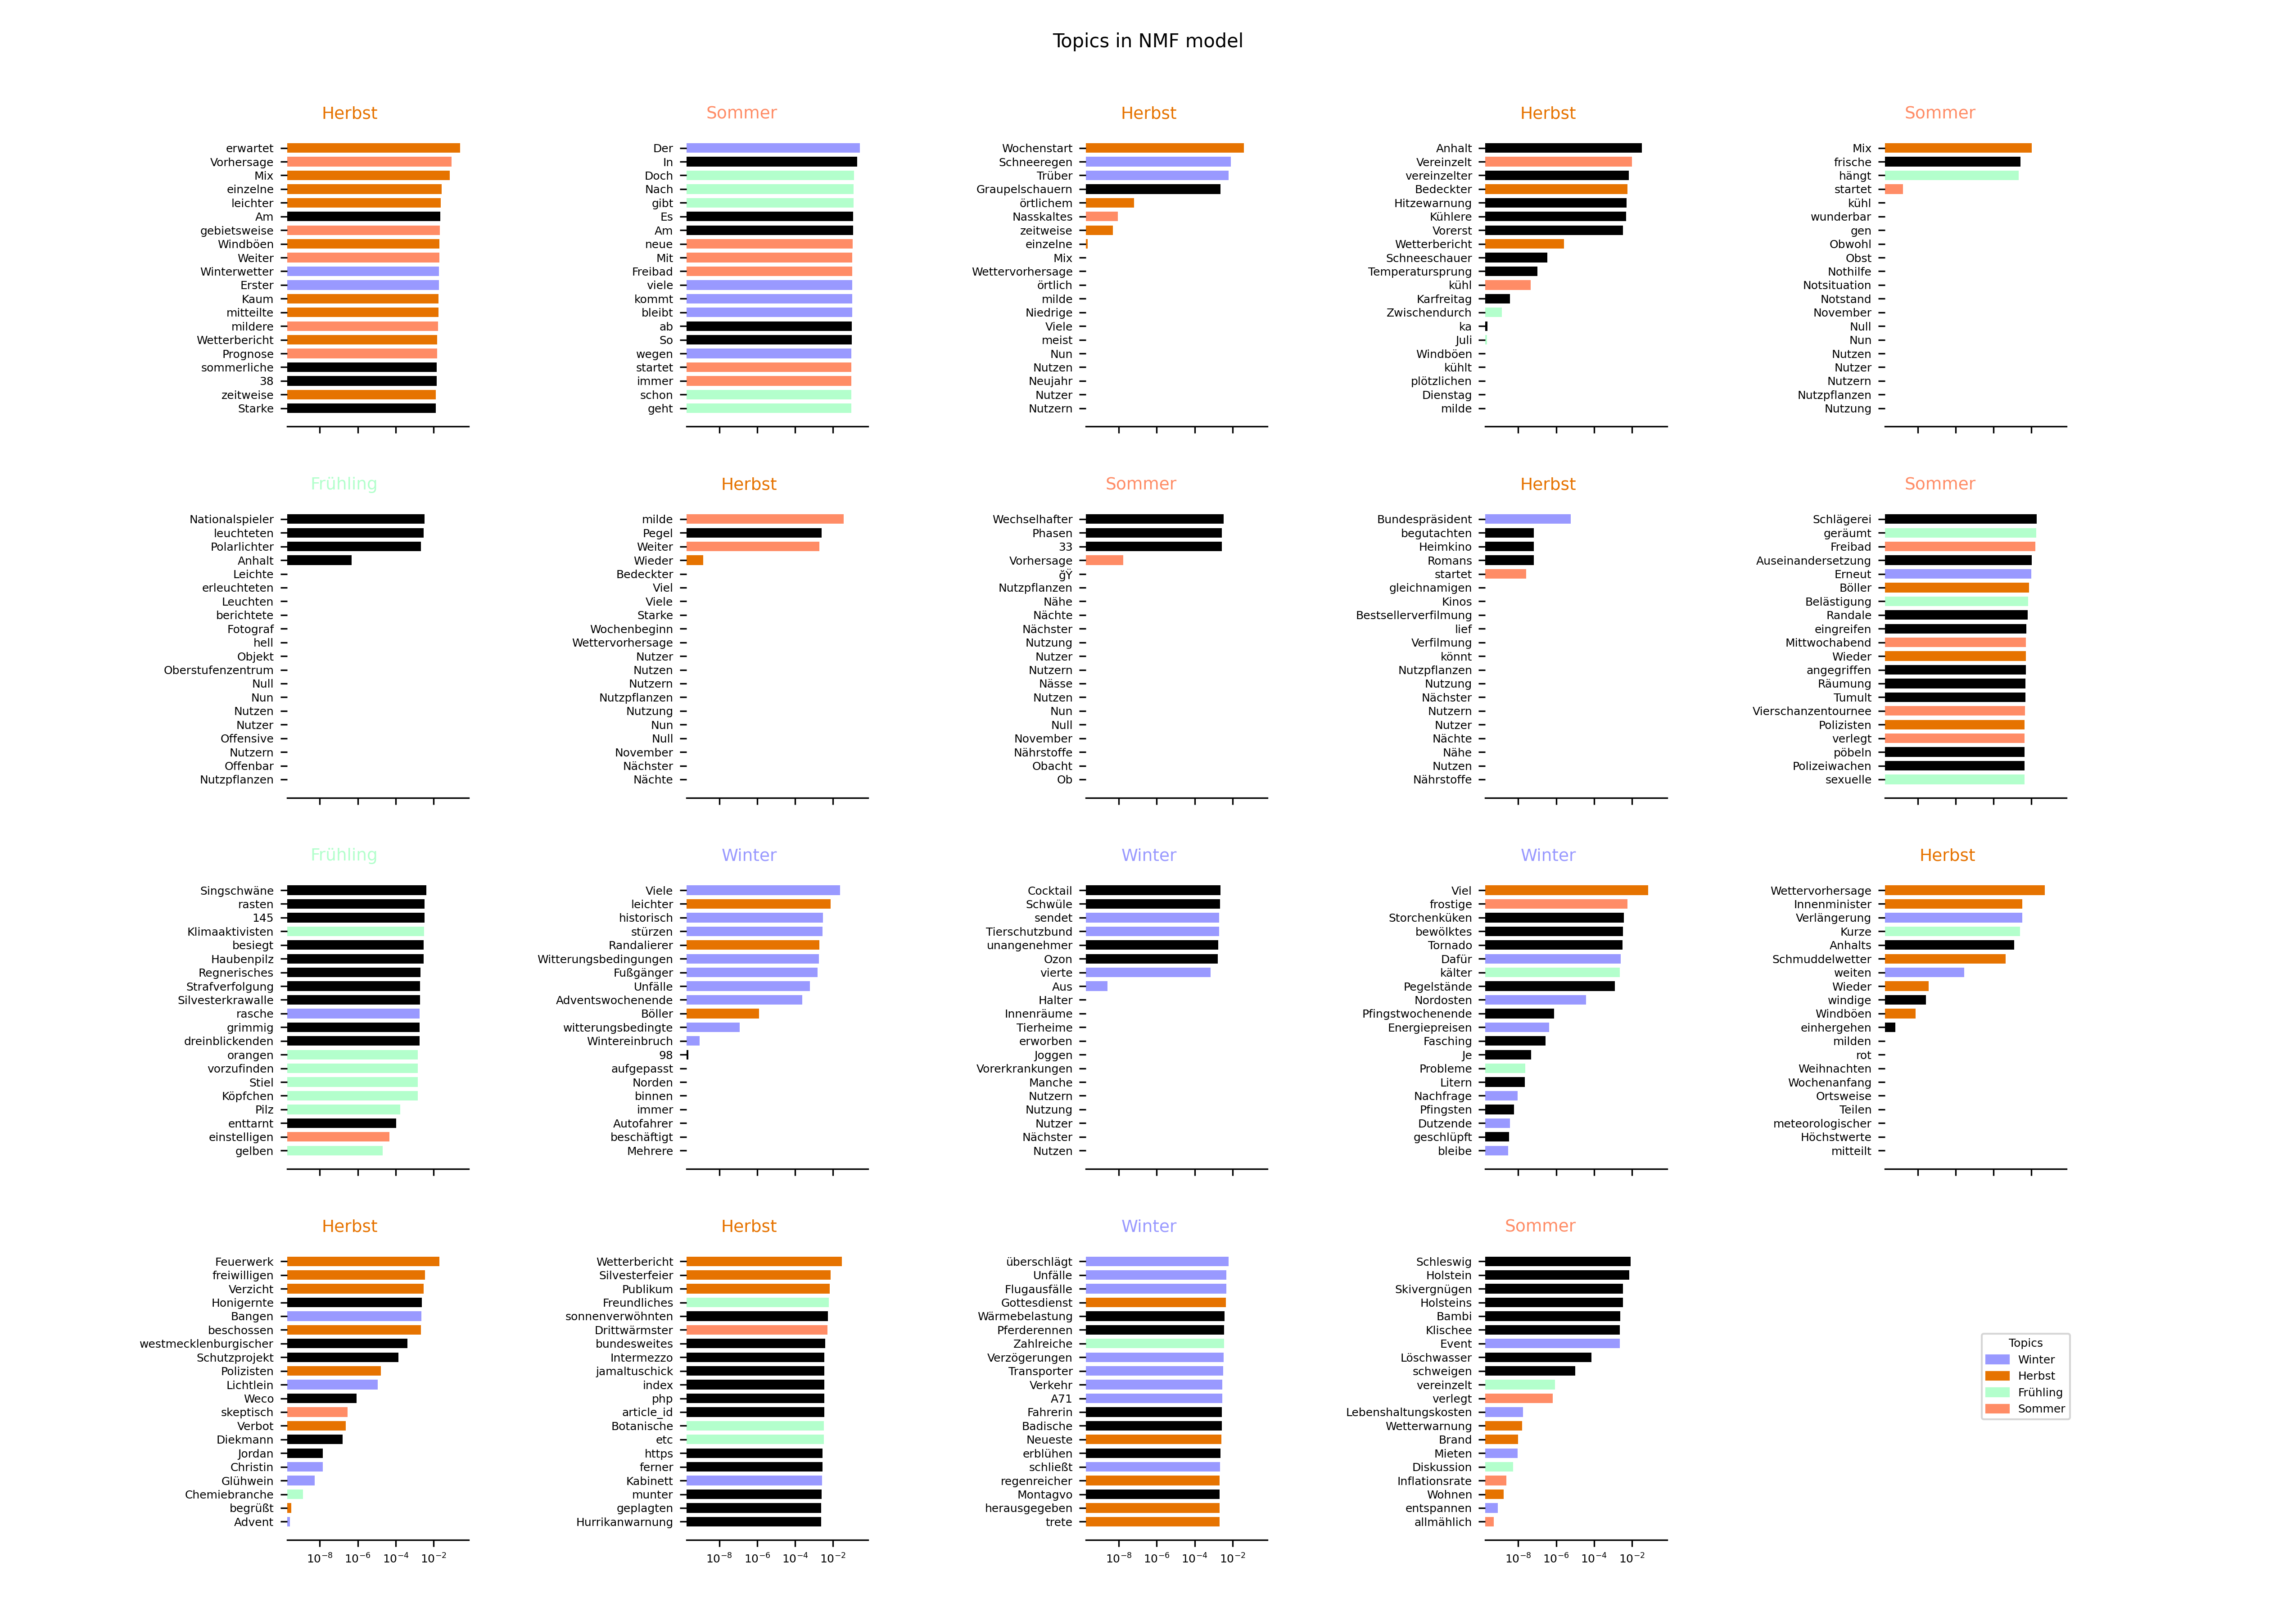 Topics in NMF model
Herbst
erwartet
Vorhersage
Mix
einzelne
leichter
Am
gebietsweise
Windböen
Weiter
Winterwetter
Erster
Kaum
mitteilte
mildere
Wetterbericht
Prognose
sommerliche
38
zeitweise
Starke
Sommer
Der
In
Doch
Nach
gibt
Es
Am
neue
Mit
Freibad
viele
kommt
bleibt
ab
So
wegen
startet
immer
schon
geht
Herbst
Wochenstart
Schneeregen
Trüber
Graupelschauern
örtlichem
Nasskaltes
zeitweise
einzelne
Mix
Wettervorhersage
örtlich
milde
Niedrige
Viele
meist
Nun
Nutzen
Neujahr
Nutzer
Nutzern
Herbst
Anhalt
Vereinzelt
vereinzelter
Bedeckter
Hitzewarnung
Kühlere
Vorerst
Wetterbericht
Schneeschauer
Temperatursprung
kühl
Karfreitag
Zwischendurch
ka
Juli
Windböen
kühlt
plötzlichen
Dienstag
milde
Sommer
Mix
frische
hängt
startet
kühl
wunderbar
gen
Obwohl
Obst
Nothilfe
Notsituation
Notstand
November
Null
Nun
Nutzen
Nutzer
Nutzern
Nutzpflanzen
Nutzung
Frühling
Nationalspieler
leuchteten
Polarlichter
Anhalt
Leichte
erleuchteten
Leuchten
berichtete
Fotograf
hell
Objekt
Oberstufenzentrum
Null
Nun
Nutzen
Nutzer
Offensive
Nutzern
Offenbar
Nutzpflanzen
Herbst
milde
Pegel
Weiter
Wieder
Bedeckter
Viel
Viele
Starke
Wochenbeginn
Wettervorhersage
Nutzer
Nutzen
Nutzern
Nutzpflanzen
Nutzung
Nun
Null
November
Nächster
Nächte
Sommer
Wechselhafter
Phasen
33
Vorhersage
ğŸ
Nutzpflanzen
Nähe
Nächte
Nächster
Nutzung
Nutzer
Nutzern
Nässe
Nutzen
Nun
Null
November
Nährstoffe
Obacht
Ob
Herbst
Bundespräsident
begutachten
Heimkino
Romans
startet
gleichnamigen
Kinos
Bestsellerverfilmung
lief
Verfilmung
könnt
Nutzpflanzen
Nutzung
Nächster
Nutzern
Nutzer
Nächte
Nähe
Nutzen
Nährstoffe
Sommer
Schlägerei
geräumt
Freibad
Auseinandersetzung
Erneut
Böller
Belästigung
Randale
eingreifen
Mittwochabend
Wieder
angegriffen
Räumung
Tumult
Vierschanzentournee
Polizisten
verlegt
pöbeln
Polizeiwachen
sexuelle
Frühling
Singschwäne
rasten
145
Klimaaktivisten
besiegt
Haubenpilz
Regnerisches
Strafverfolgung
Silvesterkrawalle
rasche
grimmig
dreinblickenden
orangen
vorzufinden
Stiel
Köpfchen
Pilz
enttarnt
einstelligen
gelben
Winter
Viele
leichter
historisch
stürzen
Randalierer
Witterungsbedingungen
Fußgänger
Unfälle
Adventswochenende
Böller
witterungsbedingte
Wintereinbruch
98
aufgepasst
Norden
binnen
immer
Autofahrer
beschäftigt
Mehrere
Winter
Cocktail
Schwüle
sendet
Tierschutzbund
unangenehmer
Ozon
vierte
Aus
Halter
Innenräume
Tierheime
erworben
Joggen
Vorerkrankungen
Manche
Nutzern
Nutzung
Nutzer
Nächster
Nutzen
Winter
Viel
frostige
Storchenküken
bewölktes
Tornado
Dafür
kälter
Pegelstände
Nordosten
Pfingstwochenende
Energiepreisen
Fasching
Je
Probleme
Litern
Nachfrage
Pfingsten
Dutzende
geschlüpft
bleibe
Herbst
Wettervorhersage
Innenminister
Verlängerung
Kurze
Anhalts
Schmuddelwetter
weiten
Wieder
windige
Windböen
einhergehen
milden
rot
Weihnachten
Wochenanfang
Ortsweise
Teilen
meteorologischer
Höchstwerte
mitteilt
Herbst
Feuerwerk
freiwilligen
Verzicht
Honigernte
Bangen
beschossen
westmecklenburgischer
Schutzprojekt
Polizisten
Lichtlein
Weco
skeptisch
Verbot
Diekmann
Jordan
Christin
Glühwein
Chemiebranche
begrüßt
Advent
10⁻⁸ 10⁻⁶ 10⁻⁴ 10⁻²
Herbst
Wetterbericht
Silvesterfeier
Publikum
Freundliches
sonnenverwöhnten
Drittwärmster
bundesweites
Intermezzo
jamaltuschick
index
php
article_id
Botanische
etc
https
ferner
Kabinett
munter
geplagten
Hurrikanwarnung
10⁻⁸ 10⁻⁶ 10⁻⁴ 10⁻²
Winter
überschlägt
Unfälle
Flugausfälle
Gottesdienst
Wärmebelastung
Pferderennen
Zahlreiche
Verzögerungen
Transporter
Verkehr
A71
Fahrerin
Badische
Neueste
erblühen
schließt
regenreicher
Montagvo
herausgegeben
trete
10⁻⁸ 10⁻⁶ 10⁻⁴ 10⁻²
Sommer
Schleswig
Holstein
Skivergnügen
Holsteins
Bambi
Klischee
Event
Löschwasser
schweigen
vereinzelt
verlegt
Lebenshaltungskosten
Wetterwarnung
Brand
Mieten
Diskussion
Inflationsrate
Wohnen
entspannen
allmählich
10⁻⁸ 10⁻⁶ 10⁻⁴ 10⁻²
Topics
Winter
Herbst
Frühling
Sommer